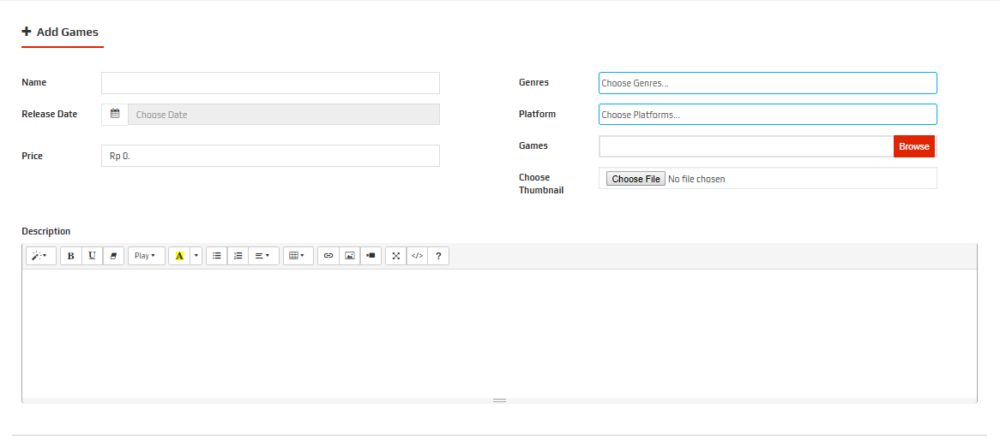 Add Games
Name
Genres
Choose Genres...
Release Date
Choose Date
Platform
Choose Platforms...
Games
Browse
Price
Rp 0.
Choose
Thumbnail
Choose File No file chosen
Description
B U Play A </> ?